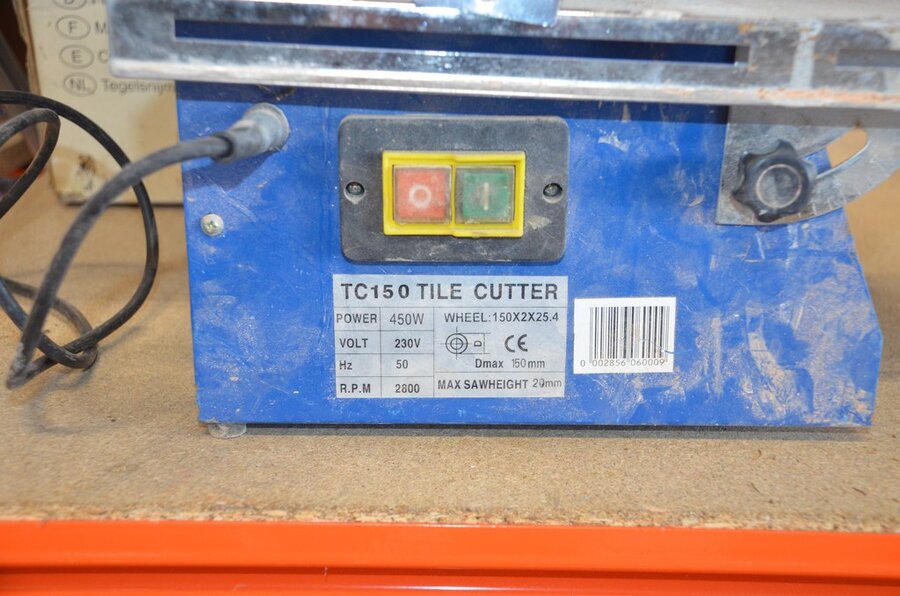 F M
E C
NL Tegelsnijm
O I
TC150 TILE CUTTER
POWER 450W WHEEL:150X2X25.4
VOLT 230V CE
Hz 50 Dmax 150mm
R.P.M 2800 MAX SAWHEIGHT 20mm
0 002856 060009